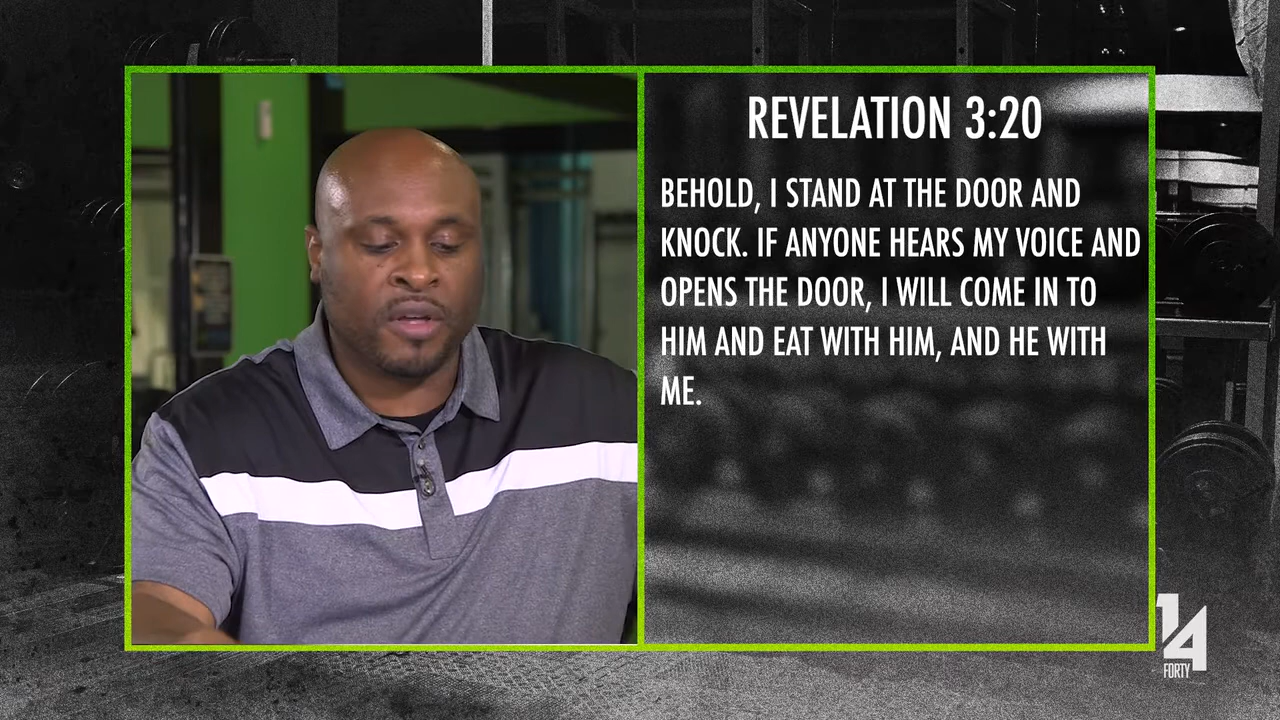 REVELATION 3:20
BEHOLD, I STAND AT THE DOOR AND
KNOCK. IF ANYONE HEARS MY VOICE AND
OPENS THE DOOR, I WILL COME IN TO
HIM AND EAT WITH HIM, AND HE WITH
ME.
14
FORTY